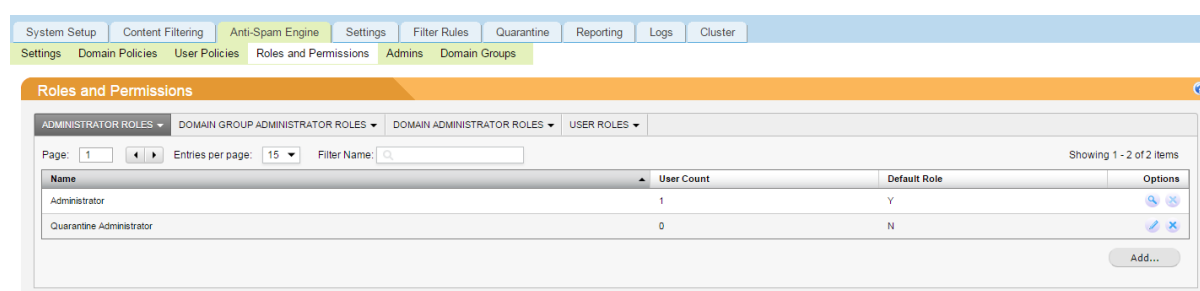 System Setup Content Filtering Anti-Spam Engine Settings Filter Rules Quarantine Reporting Logs Cluster
Settings Domain Policies User Policies Roles and Permissions Admins Domain Groups
Roles and Permissions
ADMINISTRATOR ROLES DOMAIN GROUP ADMINISTRATOR ROLES DOMAIN ADMINISTRATOR ROLES USER ROLES
Page: 1 Entries per page: 15 Filter Name: Showing 1 - 2 of 2 items
Name User Count Default Role Options
Administrator 1 Y
Quarantine Administrator 0 N
Add...